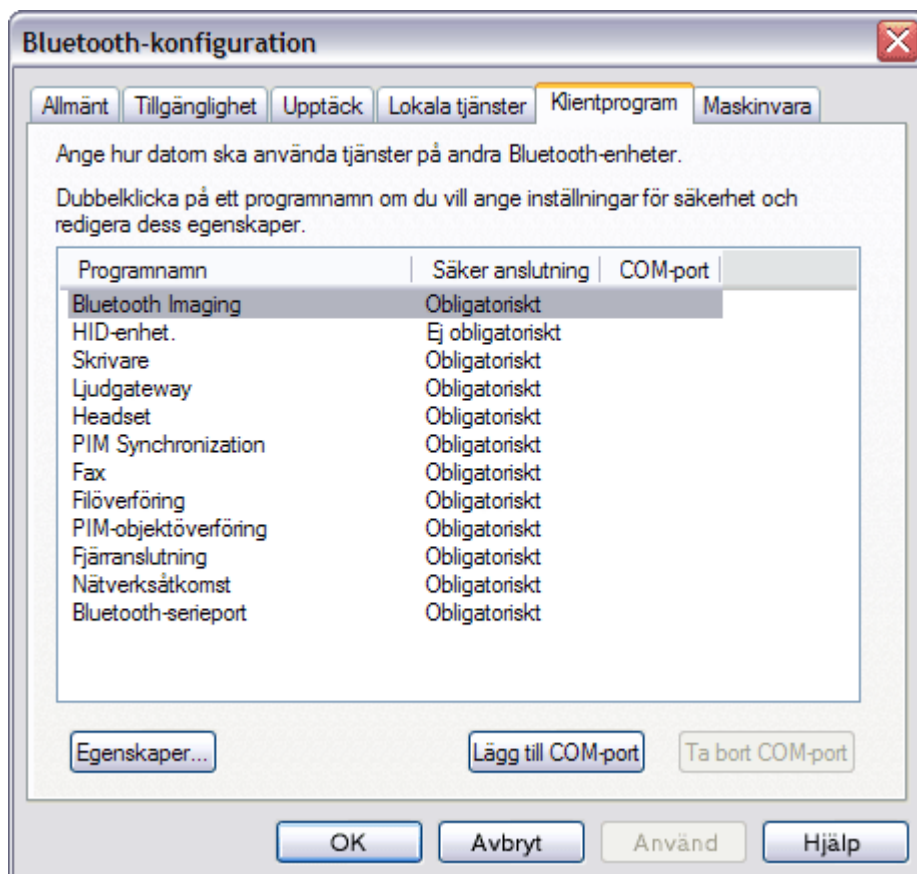 Bluetooth-konfiguration
Allmänt Tillgänglighet Upptäck Lokala tjänster Klientprogram Maskinvara
Ange hur datorn ska använda tjänster på andra Bluetooth-enheter.
Dubbelklicka på ett programnamn om du vill ange inställningar för säkerhet och
redigera dess egenskaper.
Programnamn Säker anslutning COM-port
Bluetooth Imaging Obligatoriskt
HID-enhet. Ej obligatoriskt
Skrivare Obligatoriskt
Ljudgateway Obligatoriskt
Headset Obligatoriskt
PIM Synchronization Obligatoriskt
Fax Obligatoriskt
Filöverföring Obligatoriskt
PIM-objektöverföring Obligatoriskt
Fjärranslutning Obligatoriskt
Nätverksåtkomst Obligatoriskt
Bluetooth-serieport Obligatoriskt
Egenskaper... Lägg till COM-port Ta bort COM-port
OK Avbryt Använd Hjälp